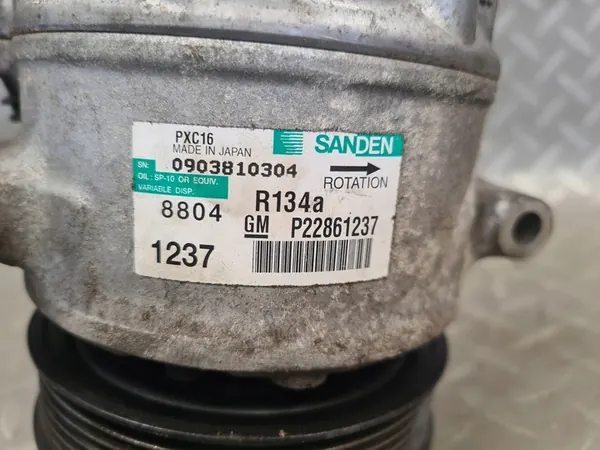 PXC16
MADE IN JAPAN
SANDEN
SN: 0903810304
ROTATION
OIL: SP-10 OR EQUIV.
VARIABLE DISP.
8804
R134a
GM P22861237
1237